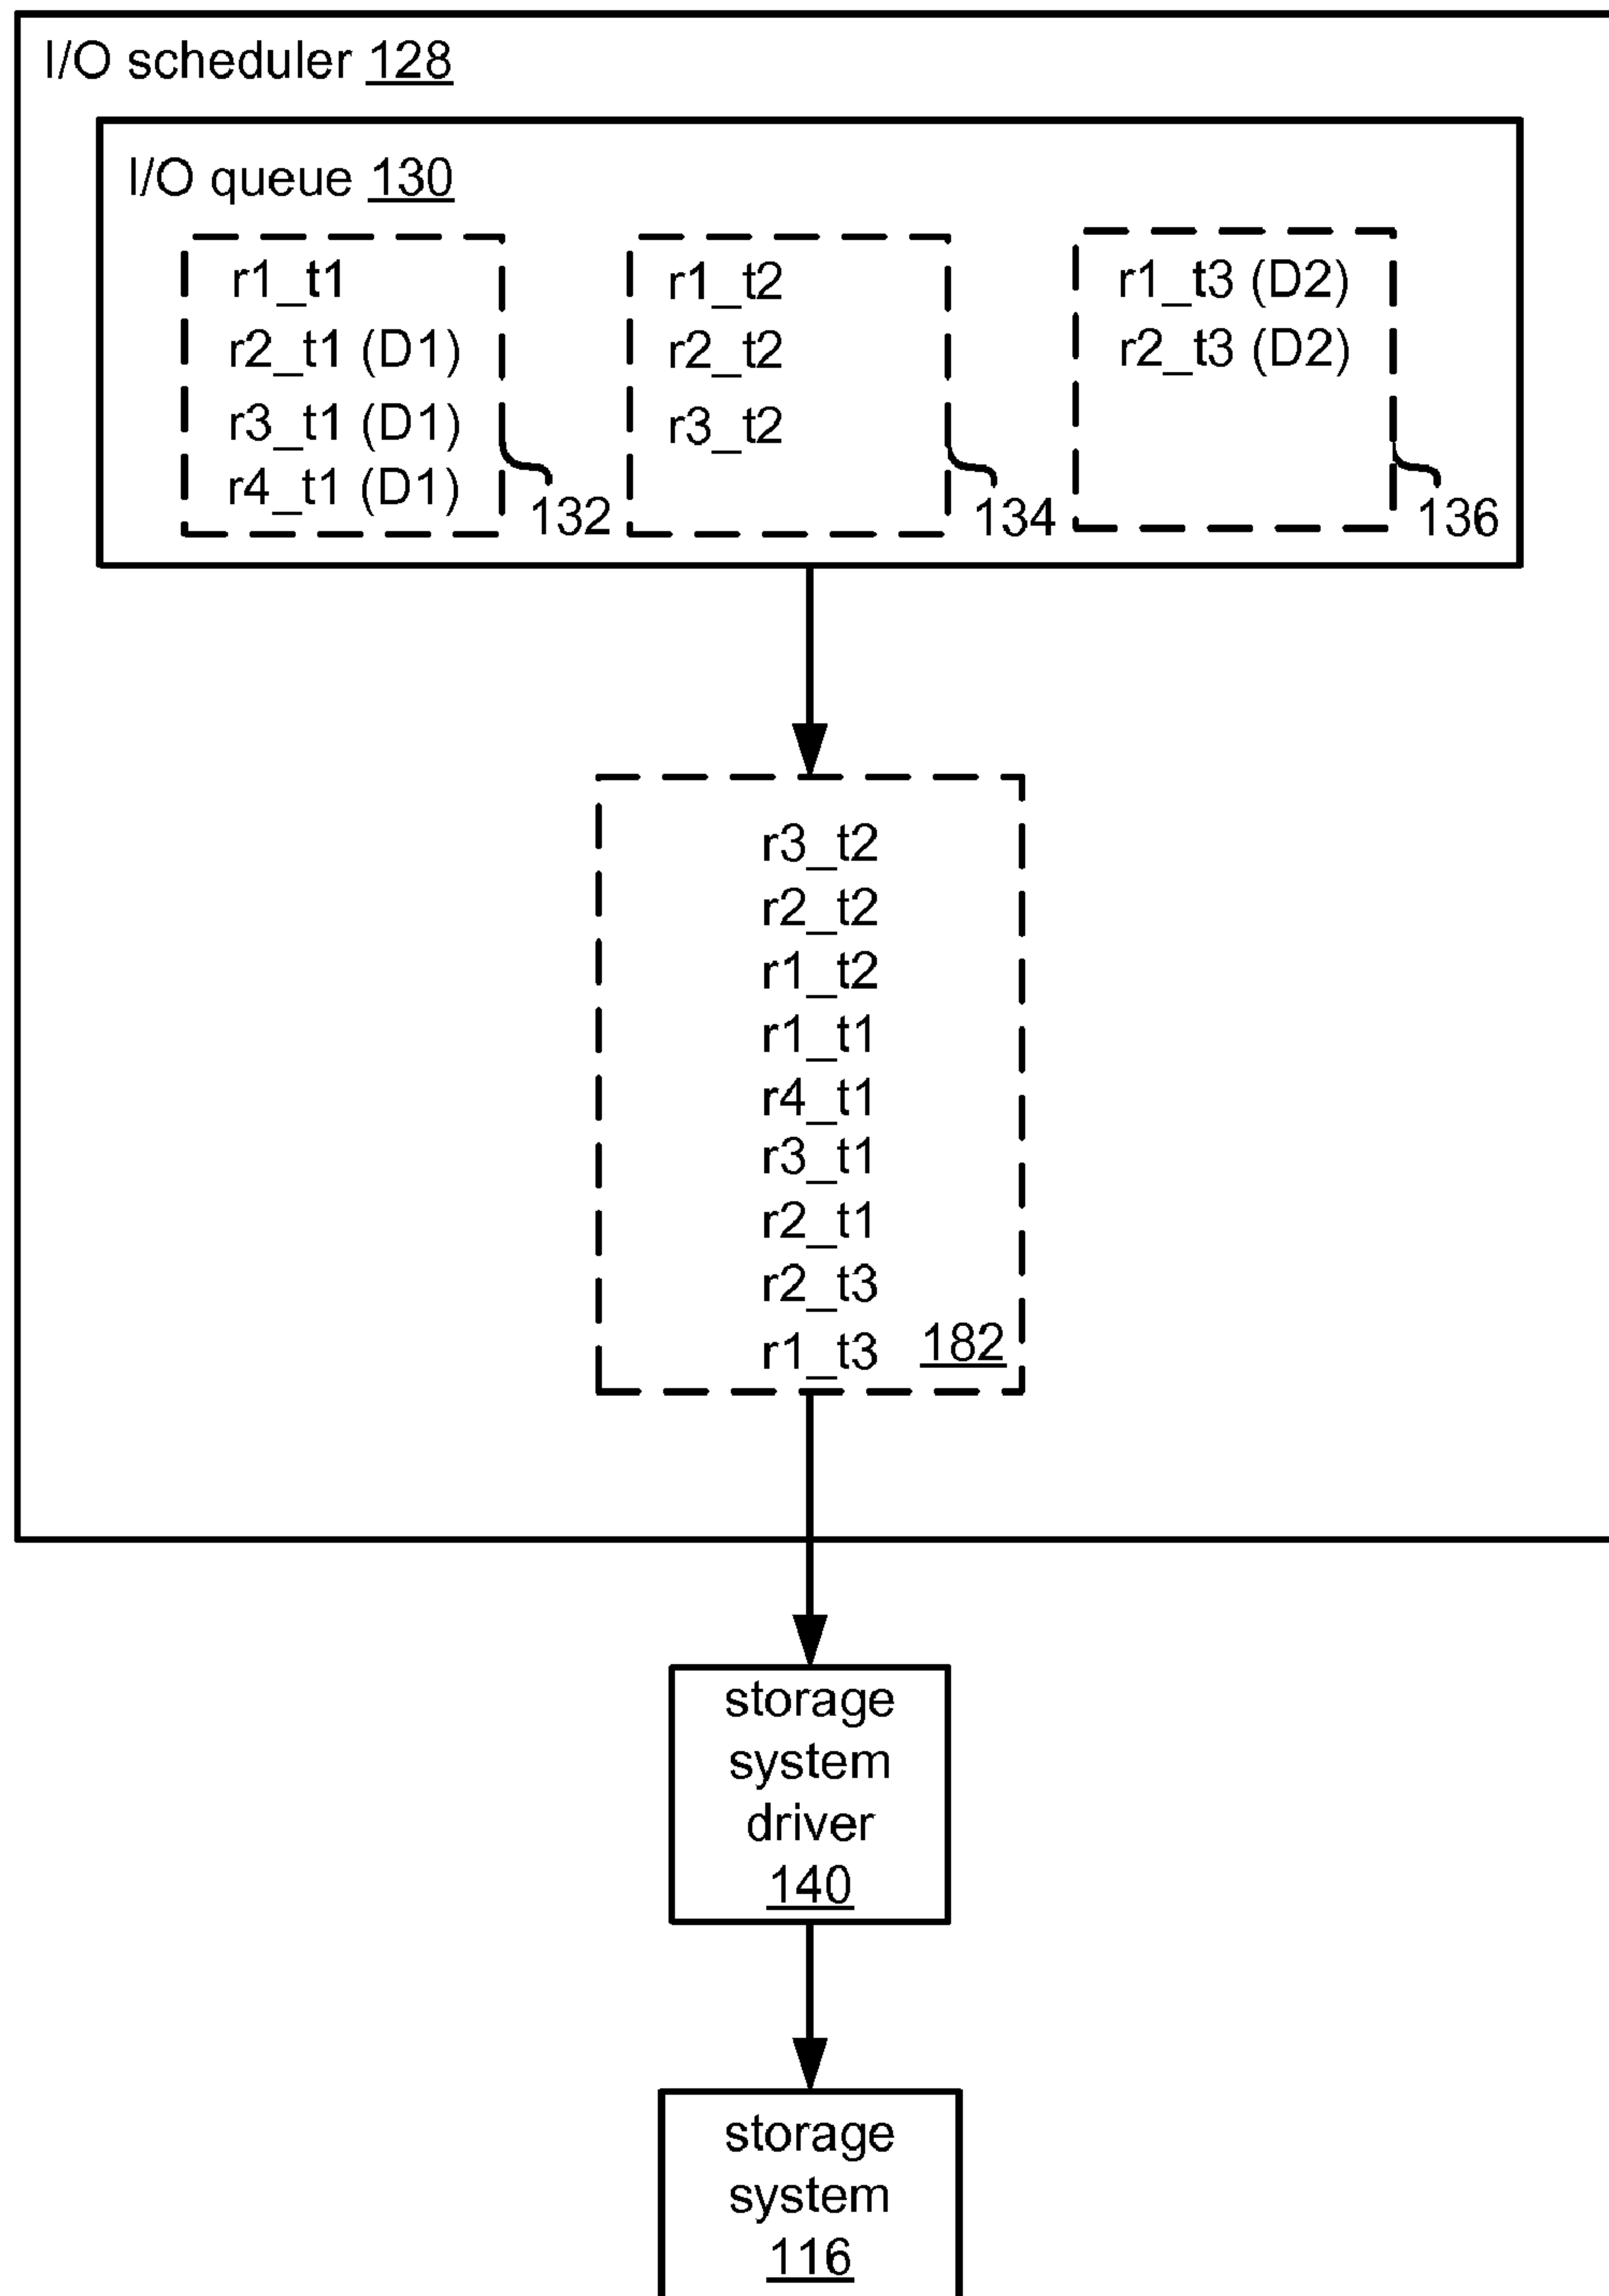 I/O scheduler 128
I/O queue 130
r1_t1
r2_t1 (D1)
r3_t1 (D1)
r4_t1 (D1)
132
r1_t2
r2_t2
r3_t2
134
r1_t3 (D2)
r2_t3 (D2)
136
r3_t2
r2_t2
r1_t2
r1_t1
r4_t1
r3_t1
r2_t1
r2_t3
r1_t3
182
storage
system
driver
140
storage
system
116